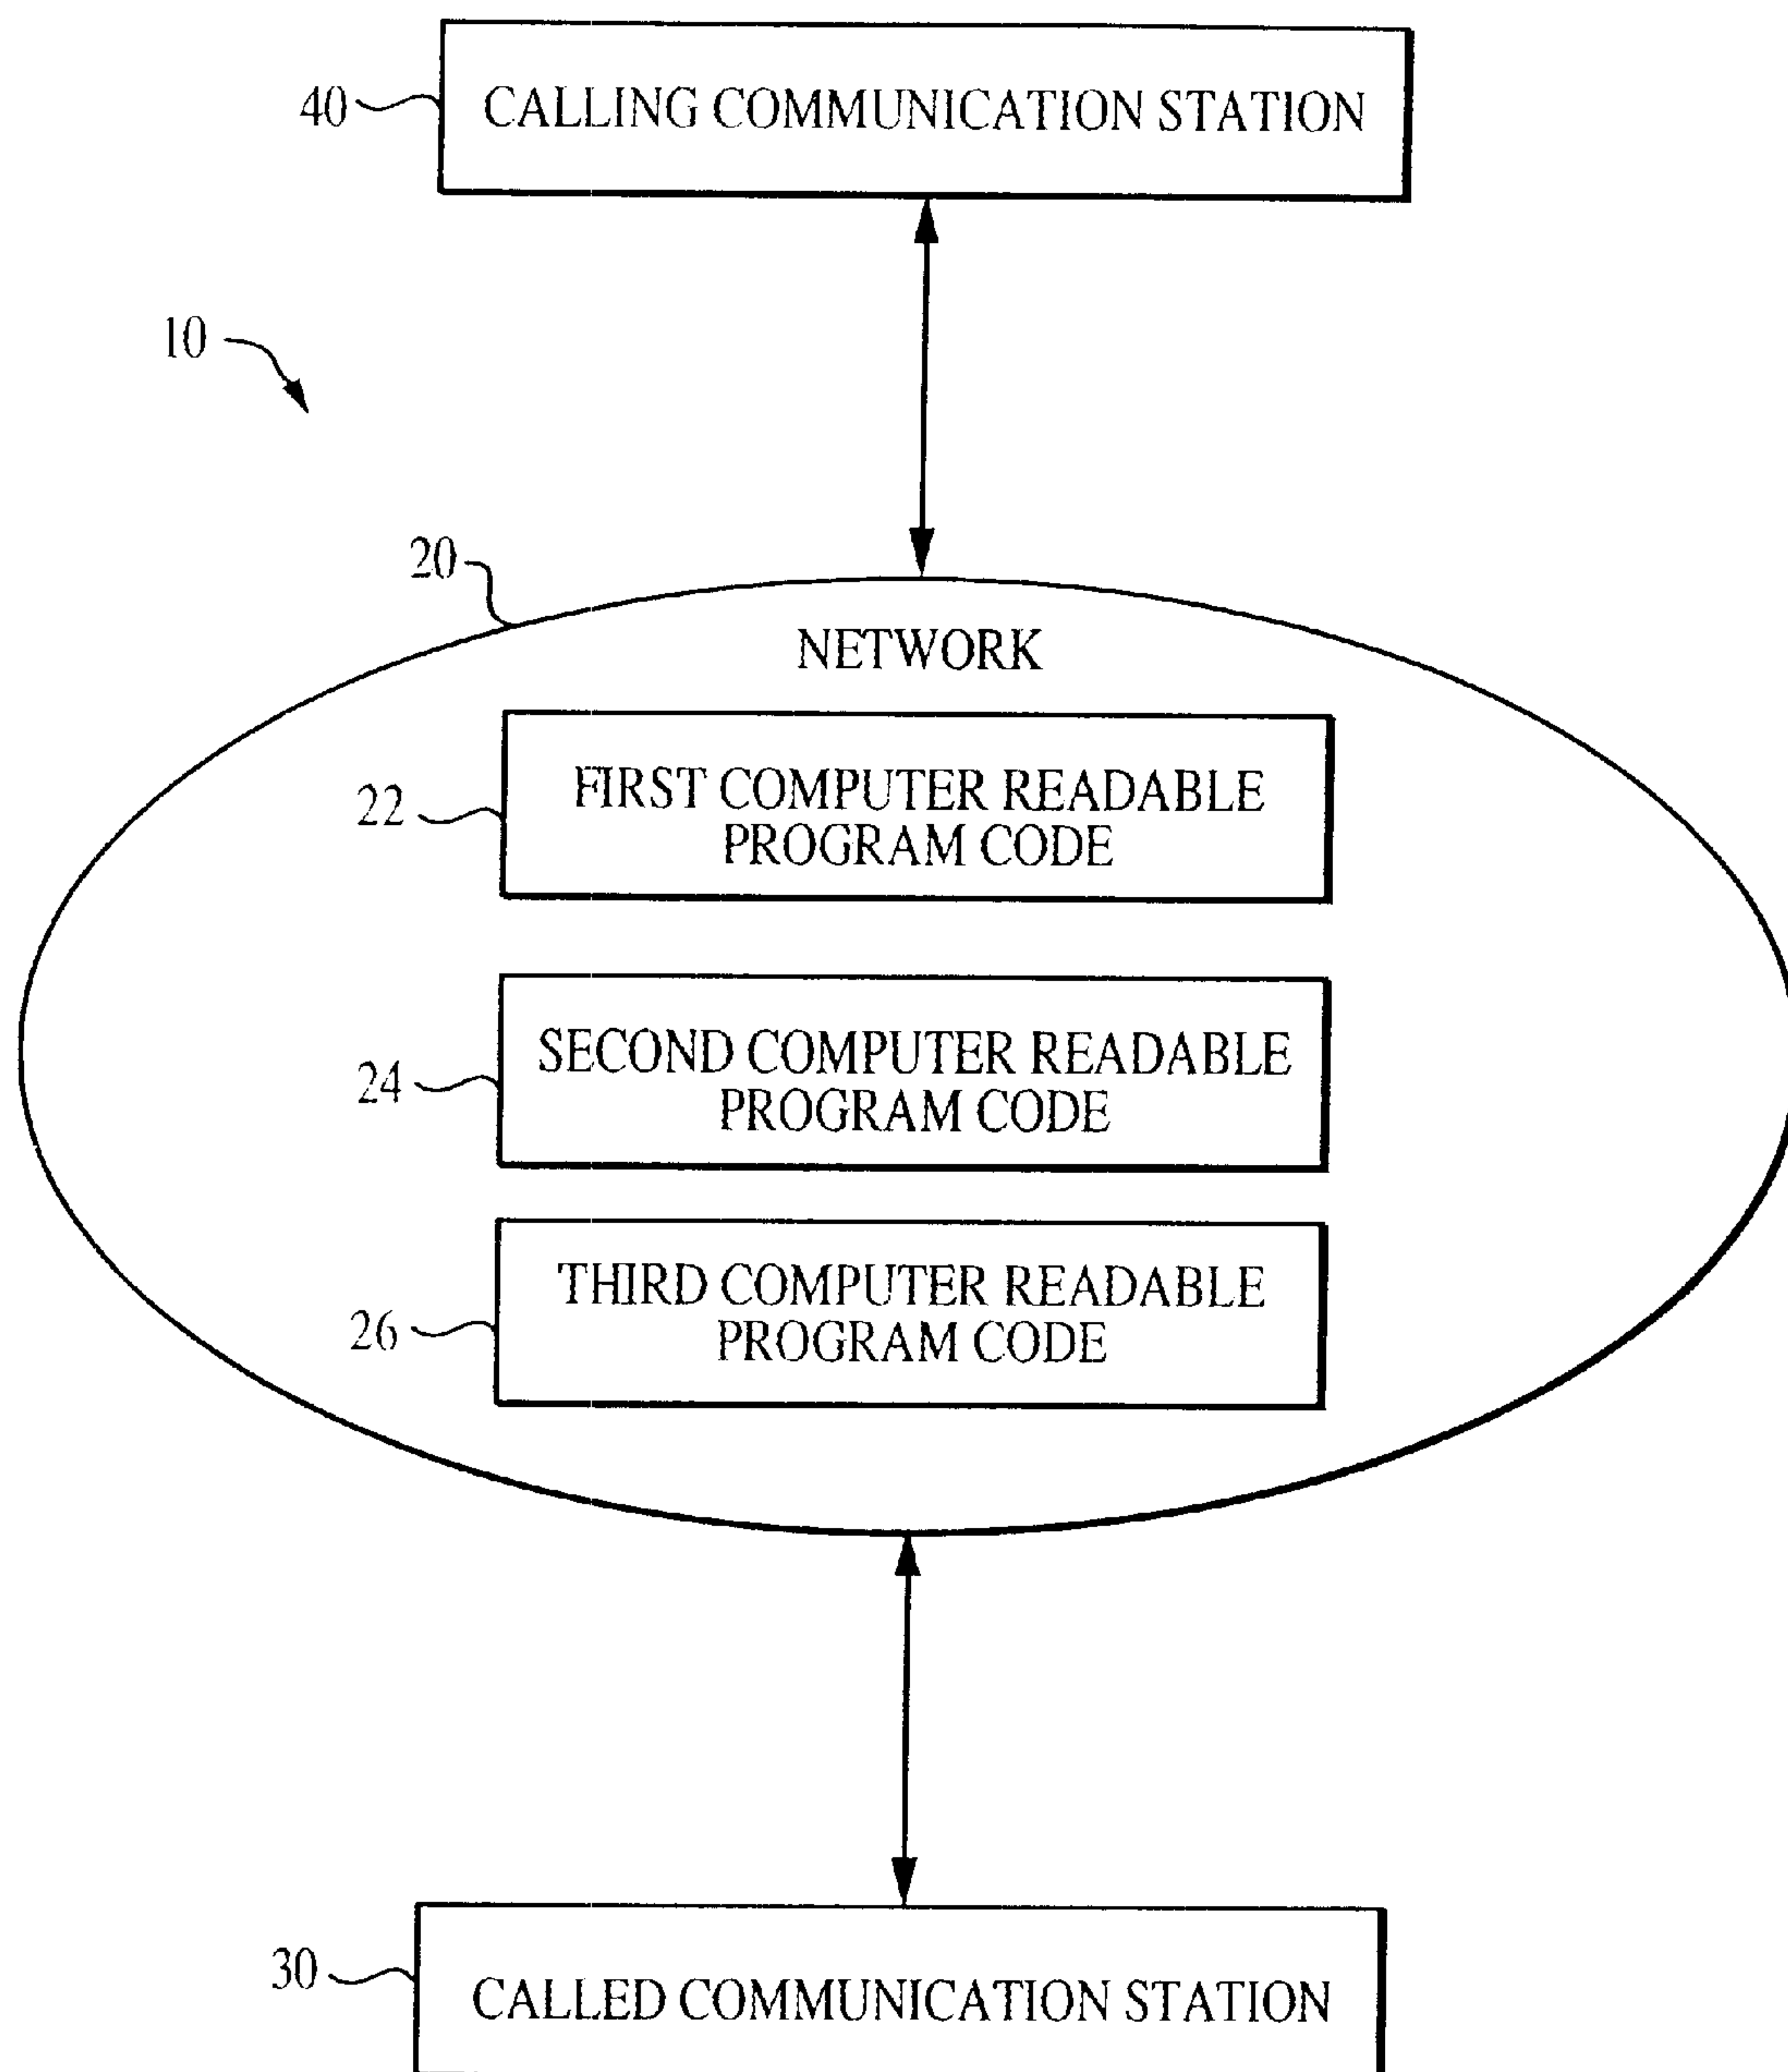 40
CALLING COMMUNICATION STATION
10
20
NETWORK
22
FIRST COMPUTER READABLE
PROGRAM CODE
24
SECOND COMPUTER READABLE
PROGRAM CODE
26
THIRD COMPUTER READABLE
PROGRAM CODE
30
CALLED COMMUNICATION STATION